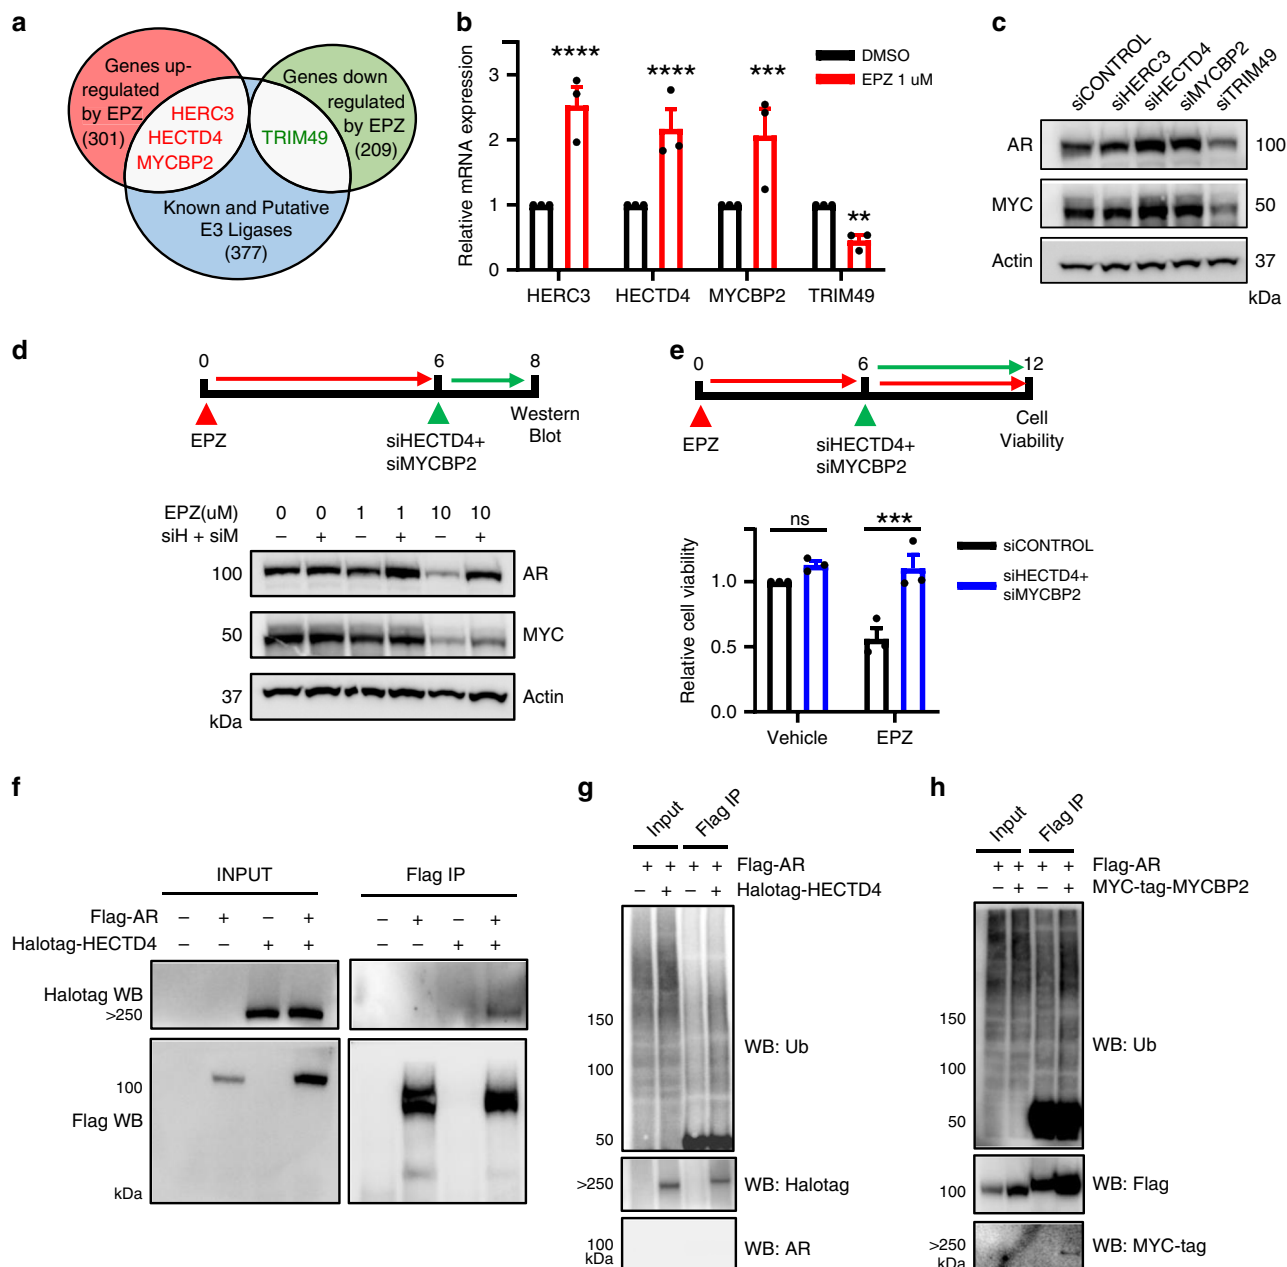 a
Genes up-
regulated
by EPZ
(301)
Genes down
regulated
by EPZ
(209)
HERC3
HECTD4
MYCBP2
TRIM49
Known and Putative
E3 Ligases
(377)
b
Relative mRNA expression
3
2
1
0
****
****
***
**
DMSO
EPZ 1 uM
HERC3
HECTD4
MYCBP2
TRIM49
c
siCONTROL
siHERC3
siHECTD4
siMYCBP2
siTRIM49
AR
100
MYC
50
Actin
37
kDa
d
0
6
8
EPZ
siHECTD4+
siMYCBP2
Western
Blot
EPZ(uM) 0 0 1 1 10 10
siH + siM – + – + – +
100
AR
50
MYC
37
Actin
kDa
e
0
6
12
EPZ
siHECTD4+
siMYCBP2
Cell
Viability
Relative cell viability
1.0
0.5
0.0
ns
***
siCONTROL
siHECTD4+
siMYCBP2
Vehicle
EPZ
f
INPUT
Flag IP
Flag-AR – + – + – + – +
Halotag-HECTD4 – – + + – – + +
Halotag WB
>250
100
Flag WB
kDa
g
Input
Flag IP
+ + + + Flag-AR
– + – + Halotag-HECTD4
150
100
50
WB: Ub
>250
WB: Halotag
100
kDa
WB: AR
h
Input
Flag IP
+ + + + Flag-AR
– + – + MYC-tag-MYCBP2
150
100
50
WB: Ub
100
WB: Flag
>250
kDa
WB: MYC-tag